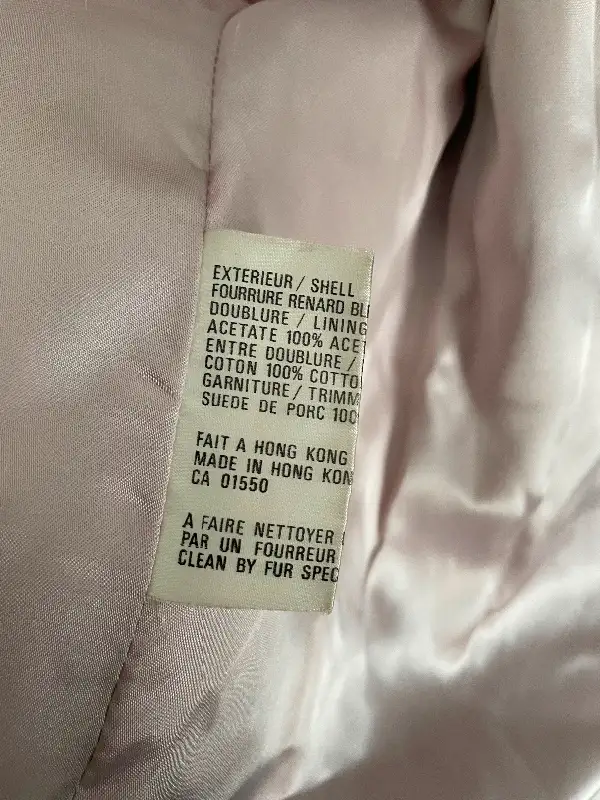 EXTERIEUR / SHELL
FOURRURE RENARD BL
DOUBLURE / LINING
ACETATE 100% ACET
ENTRE DOUBLURE /
COTON 100% COTTO
GARNITURE / TRIMM
SUEDE DE PORC 100
FAIT A HONG KONG
MADE IN HONG KON
CA 01550
A FAIRE NETTOYER
PAR UN FOURREUR
CLEAN BY FUR SPEC